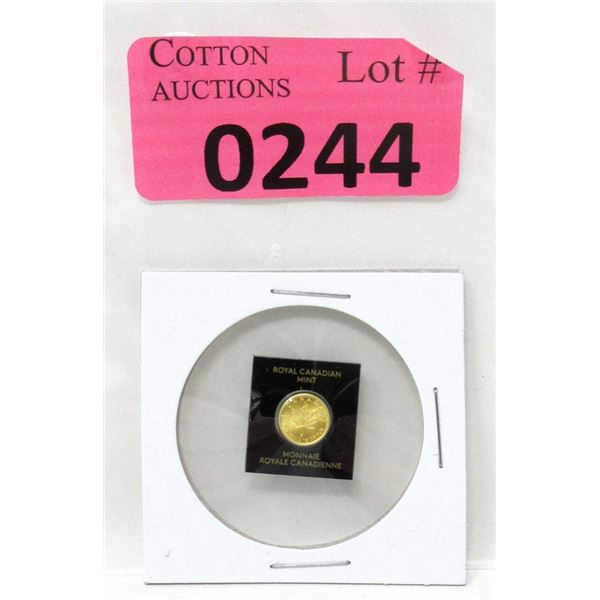 COTTON Lot #
AUCTIONS
0244
ROYAL CANADIAN
MINT
MONNAIE
ROYALE CANADIENNE